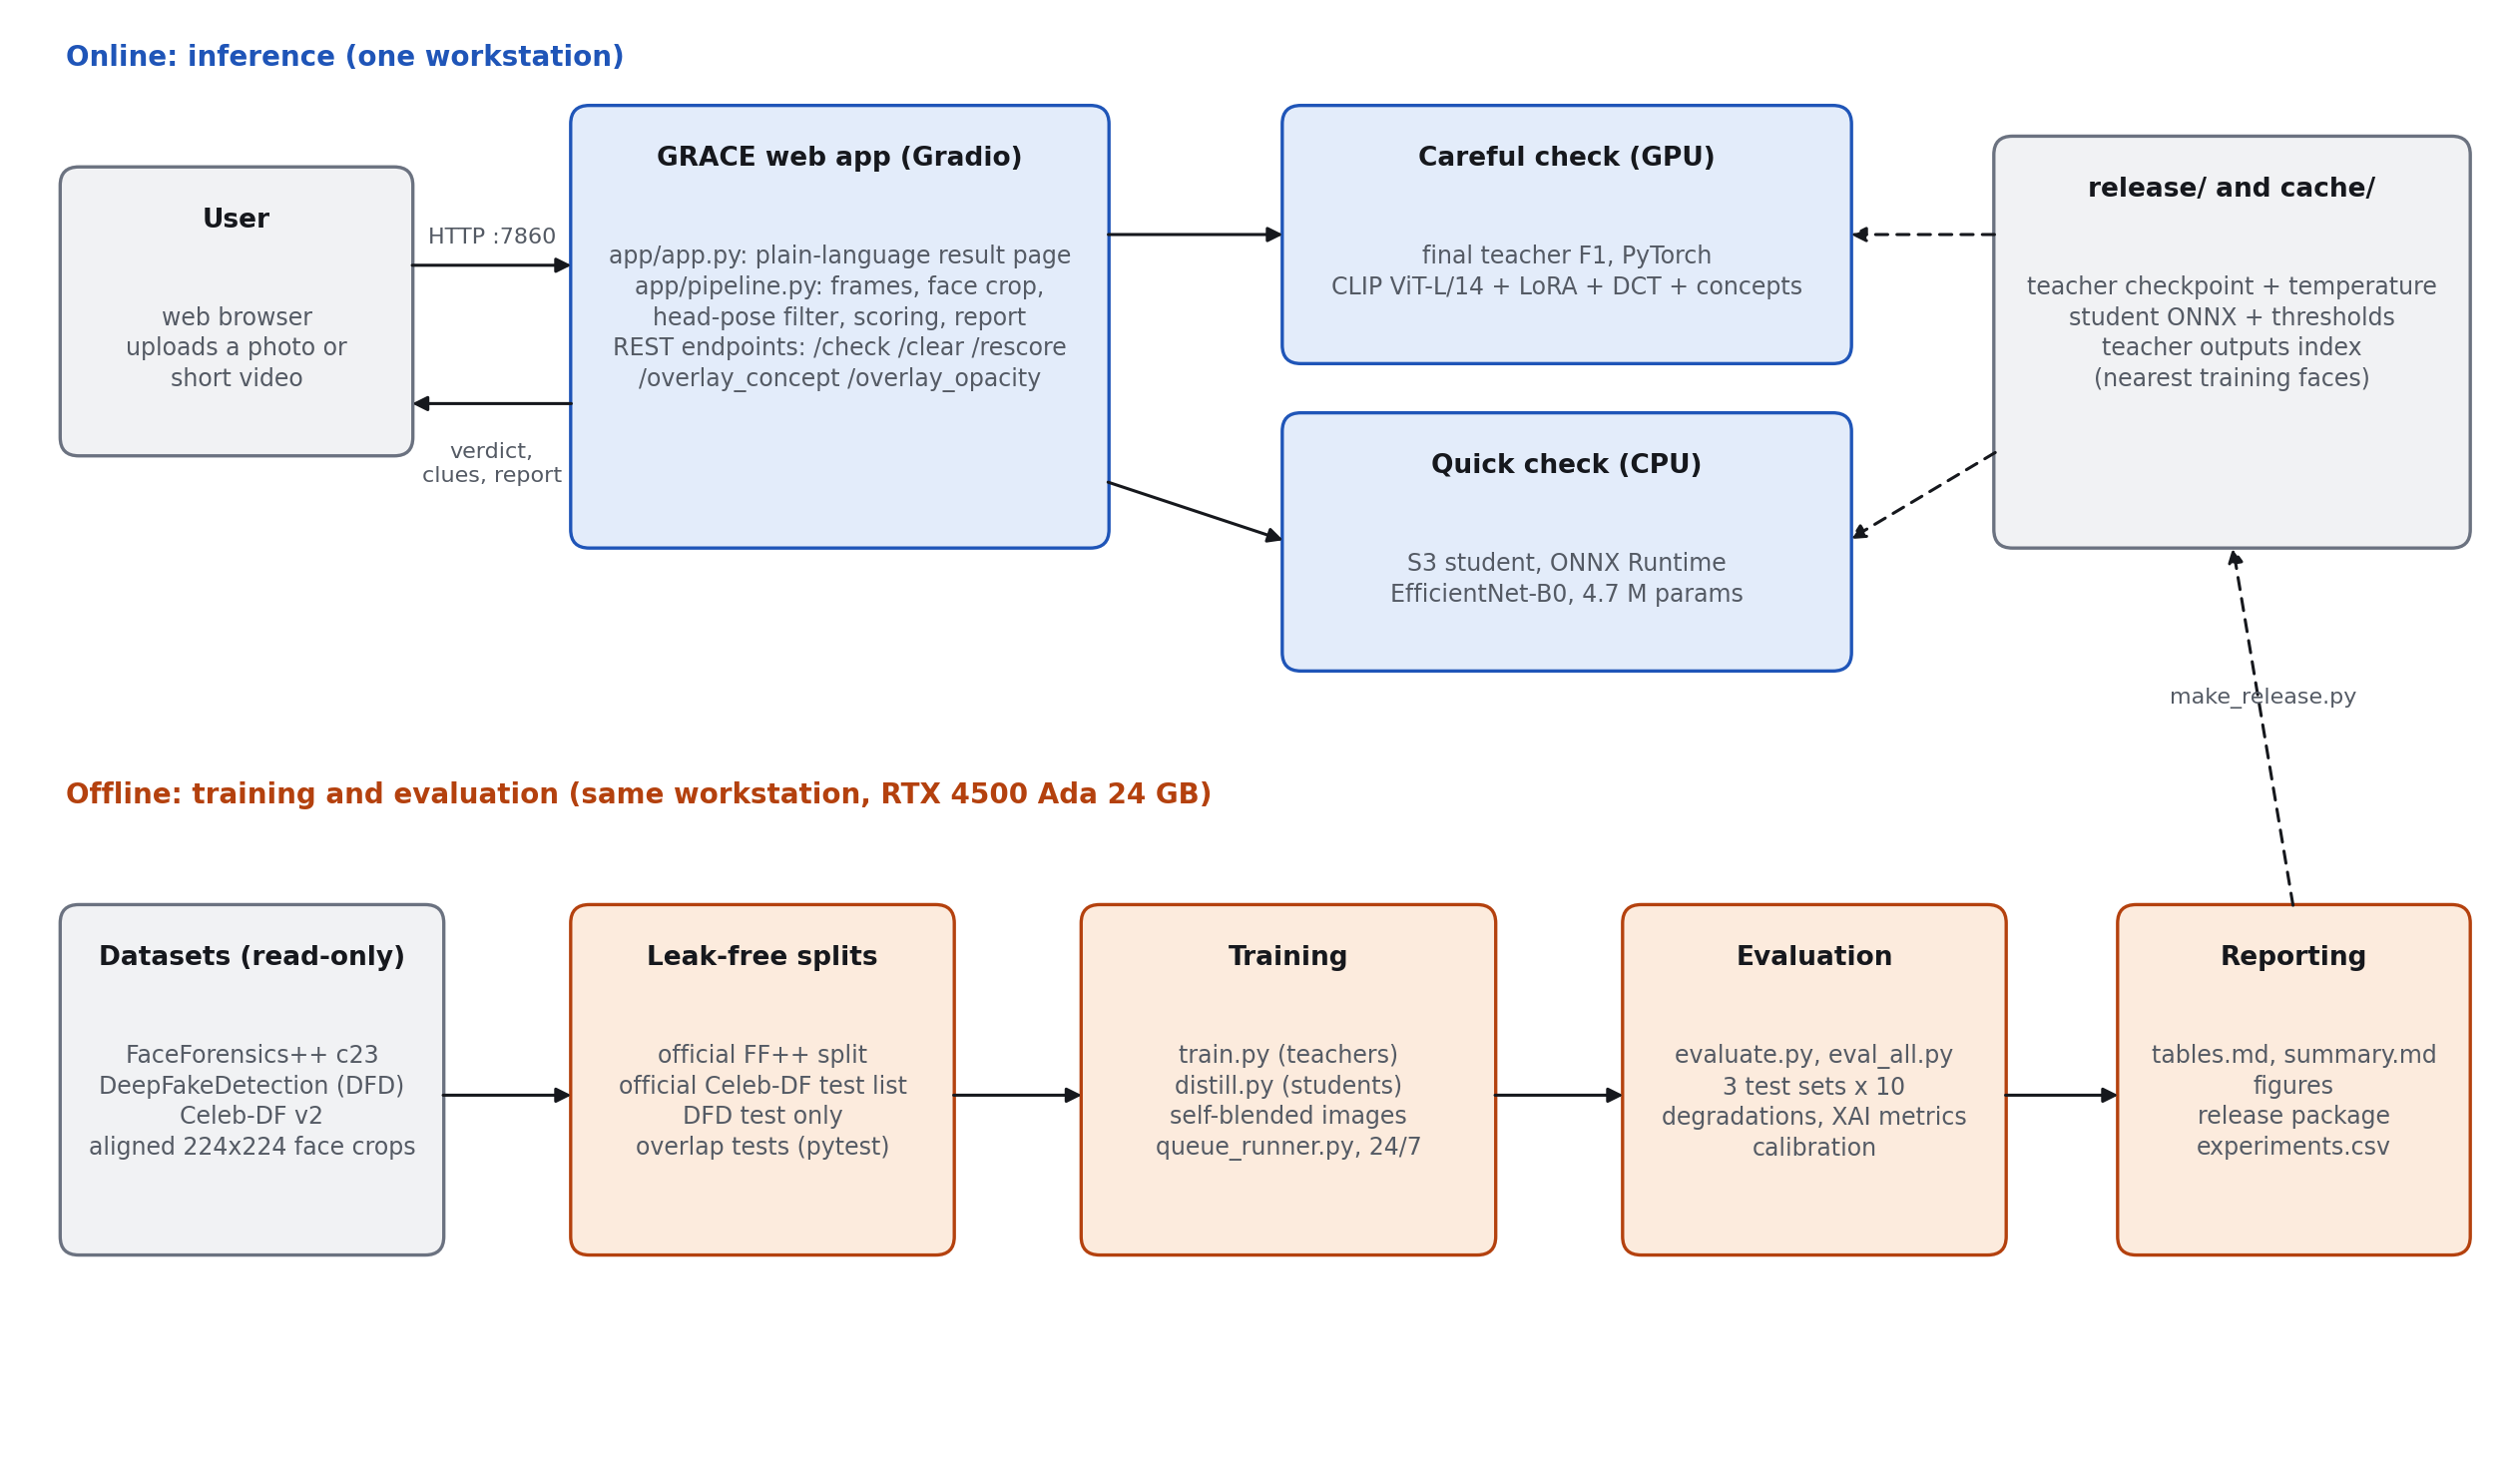 Online: inference (one workstation)
User
web browser
uploads a photo or
short video
HTTP :7860
verdict,
clues, report
GRACE web app (Gradio)
app/app.py: plain-language result page
app/pipeline.py: frames, face crop,
head-pose filter, scoring, report
REST endpoints: /check /clear /rescore
/overlay_concept /overlay_opacity
Careful check (GPU)
final teacher F1, PyTorch
CLIP ViT-L/14 + LoRA + DCT + concepts
Quick check (CPU)
S3 student, ONNX Runtime
EfficientNet-B0, 4.7 M params
release/ and cache/
teacher checkpoint + temperature
student ONNX + thresholds
teacher outputs index
(nearest training faces)
make_release.py
Offline: training and evaluation (same workstation, RTX 4500 Ada 24 GB)
Datasets (read-only)
FaceForensics++ c23
DeepFakeDetection (DFD)
Celeb-DF v2
aligned 224x224 face crops
Leak-free splits
official FF++ split
official Celeb-DF test list
DFD test only
overlap tests (pytest)
Training
train.py (teachers)
distill.py (students)
self-blended images
queue_runner.py, 24/7
Evaluation
evaluate.py, eval_all.py
3 test sets x 10
degradations, XAI metrics
calibration
Reporting
tables.md, summary.md
figures
release package
experiments.csv